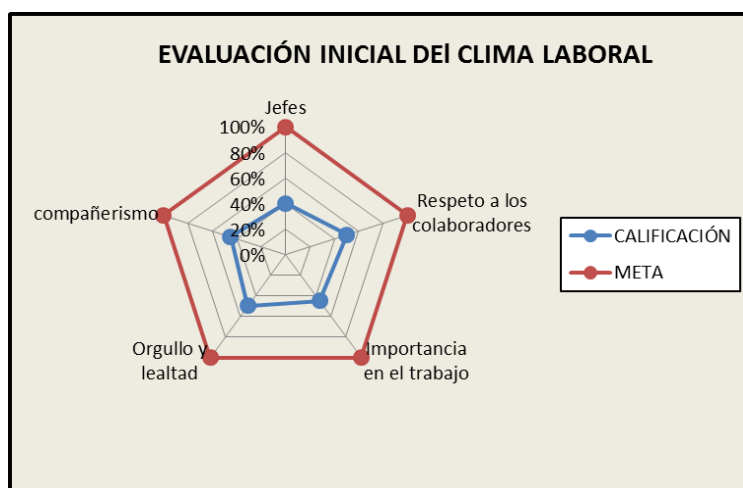 EVALUACIÓN INICIAL DEl CLIMA LABORAL
Jefes
100%
80%
60%
40%
20%
0%
Respeto a los
colaboradores
Importancia
en el trabajo
Orgullo y
lealtad
compañerismo
CALIFICACIÓN
META